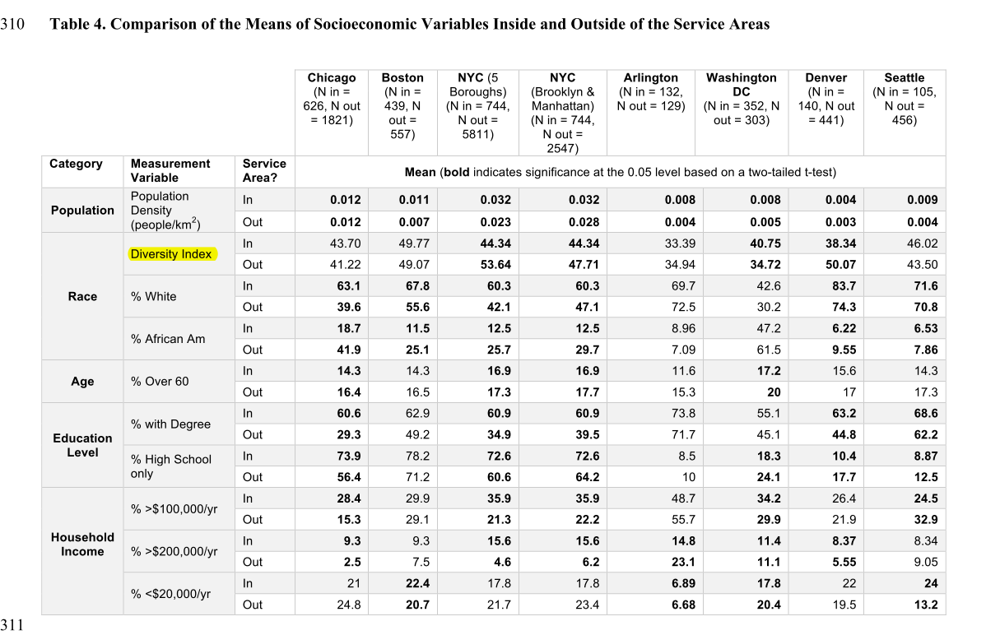 310 Table 4. Comparison of the Means of Socioeconomic Variables Inside and Outside of the Service Areas
Chicago (N in = 626, N out = 1821) Boston (N in = 439, N out = 557) NYC (5 Boroughs) (N in = 744, N out = 5811) NYC (Brooklyn & Manhattan) (N in = 744, N out = 2547) Arlington (N in = 132, N out = 129) Washington DC (N in = 352, N out = 303) Denver (N in = 140, N out = 441) Seattle (N in = 105, N out = 456)
Category Measurement Variable Service Area? Mean (bold indicates significance at the 0.05 level based on a two-tailed t-test)
Population Population Density (people/km²) In 0.012 0.011 0.032 0.032 0.008 0.008 0.004 0.009
Out 0.012 0.007 0.023 0.028 0.004 0.005 0.003 0.004
Race Diversity Index In 43.70 49.77 44.34 44.34 33.39 40.75 38.34 46.02
Out 41.22 49.07 53.64 47.71 34.94 34.72 50.07 43.50
% White In 63.1 67.8 60.3 60.3 69.7 42.6 83.7 71.6
Out 39.6 55.6 42.1 47.1 72.5 30.2 74.3 70.8
% African Am In 18.7 11.5 12.5 12.5 8.96 47.2 6.22 6.53
Out 41.9 25.1 25.7 29.7 7.09 61.5 9.55 7.86
Age % Over 60 In 14.3 14.3 16.9 16.9 11.6 17.2 15.6 14.3
Out 16.4 16.5 17.3 17.7 15.3 20 17 17.3
Education Level % with Degree In 60.6 62.9 60.9 60.9 73.8 55.1 63.2 68.6
Out 29.3 49.2 34.9 39.5 71.7 45.1 44.8 62.2
% High School only In 73.9 78.2 72.6 72.6 8.5 18.3 10.4 8.87
Out 56.4 71.2 60.6 64.2 10 24.1 17.7 12.5
Household Income % >$100,000/yr In 28.4 29.9 35.9 35.9 48.7 34.2 26.4 24.5
Out 15.3 29.1 21.3 22.2 55.7 29.9 21.9 32.9
% >$200,000/yr In 9.3 9.3 15.6 15.6 14.8 11.4 8.37 8.34
Out 2.5 7.5 4.6 6.2 23.1 11.1 5.55 9.05
% <$20,000/yr In 21 22.4 17.8 17.8 6.89 17.8 22 24
Out 24.8 20.7 21.7 23.4 6.68 20.4 19.5 13.2
311